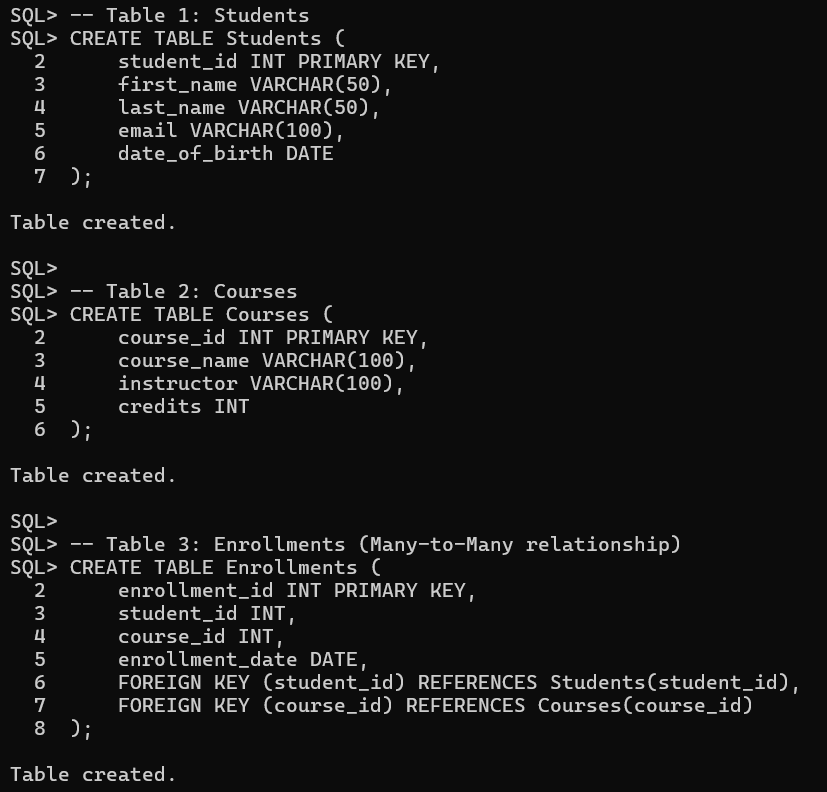 SQL> -- Table 1: Students
SQL> CREATE TABLE Students (
  2      student_id INT PRIMARY KEY,
  3      first_name VARCHAR(50),
  4      last_name VARCHAR(50),
  5      email VARCHAR(100),
  6      date_of_birth DATE
  7  );
Table created.
SQL>
SQL> -- Table 2: Courses
SQL> CREATE TABLE Courses (
  2      course_id INT PRIMARY KEY,
  3      course_name VARCHAR(100),
  4      instructor VARCHAR(100),
  5      credits INT
  6  );
Table created.
SQL>
SQL> -- Table 3: Enrollments (Many-to-Many relationship)
SQL> CREATE TABLE Enrollments (
  2      enrollment_id INT PRIMARY KEY,
  3      student_id INT,
  4      course_id INT,
  5      enrollment_date DATE,
  6      FOREIGN KEY (student_id) REFERENCES Students(student_id),
  7      FOREIGN KEY (course_id) REFERENCES Courses(course_id)
  8  );
Table created.